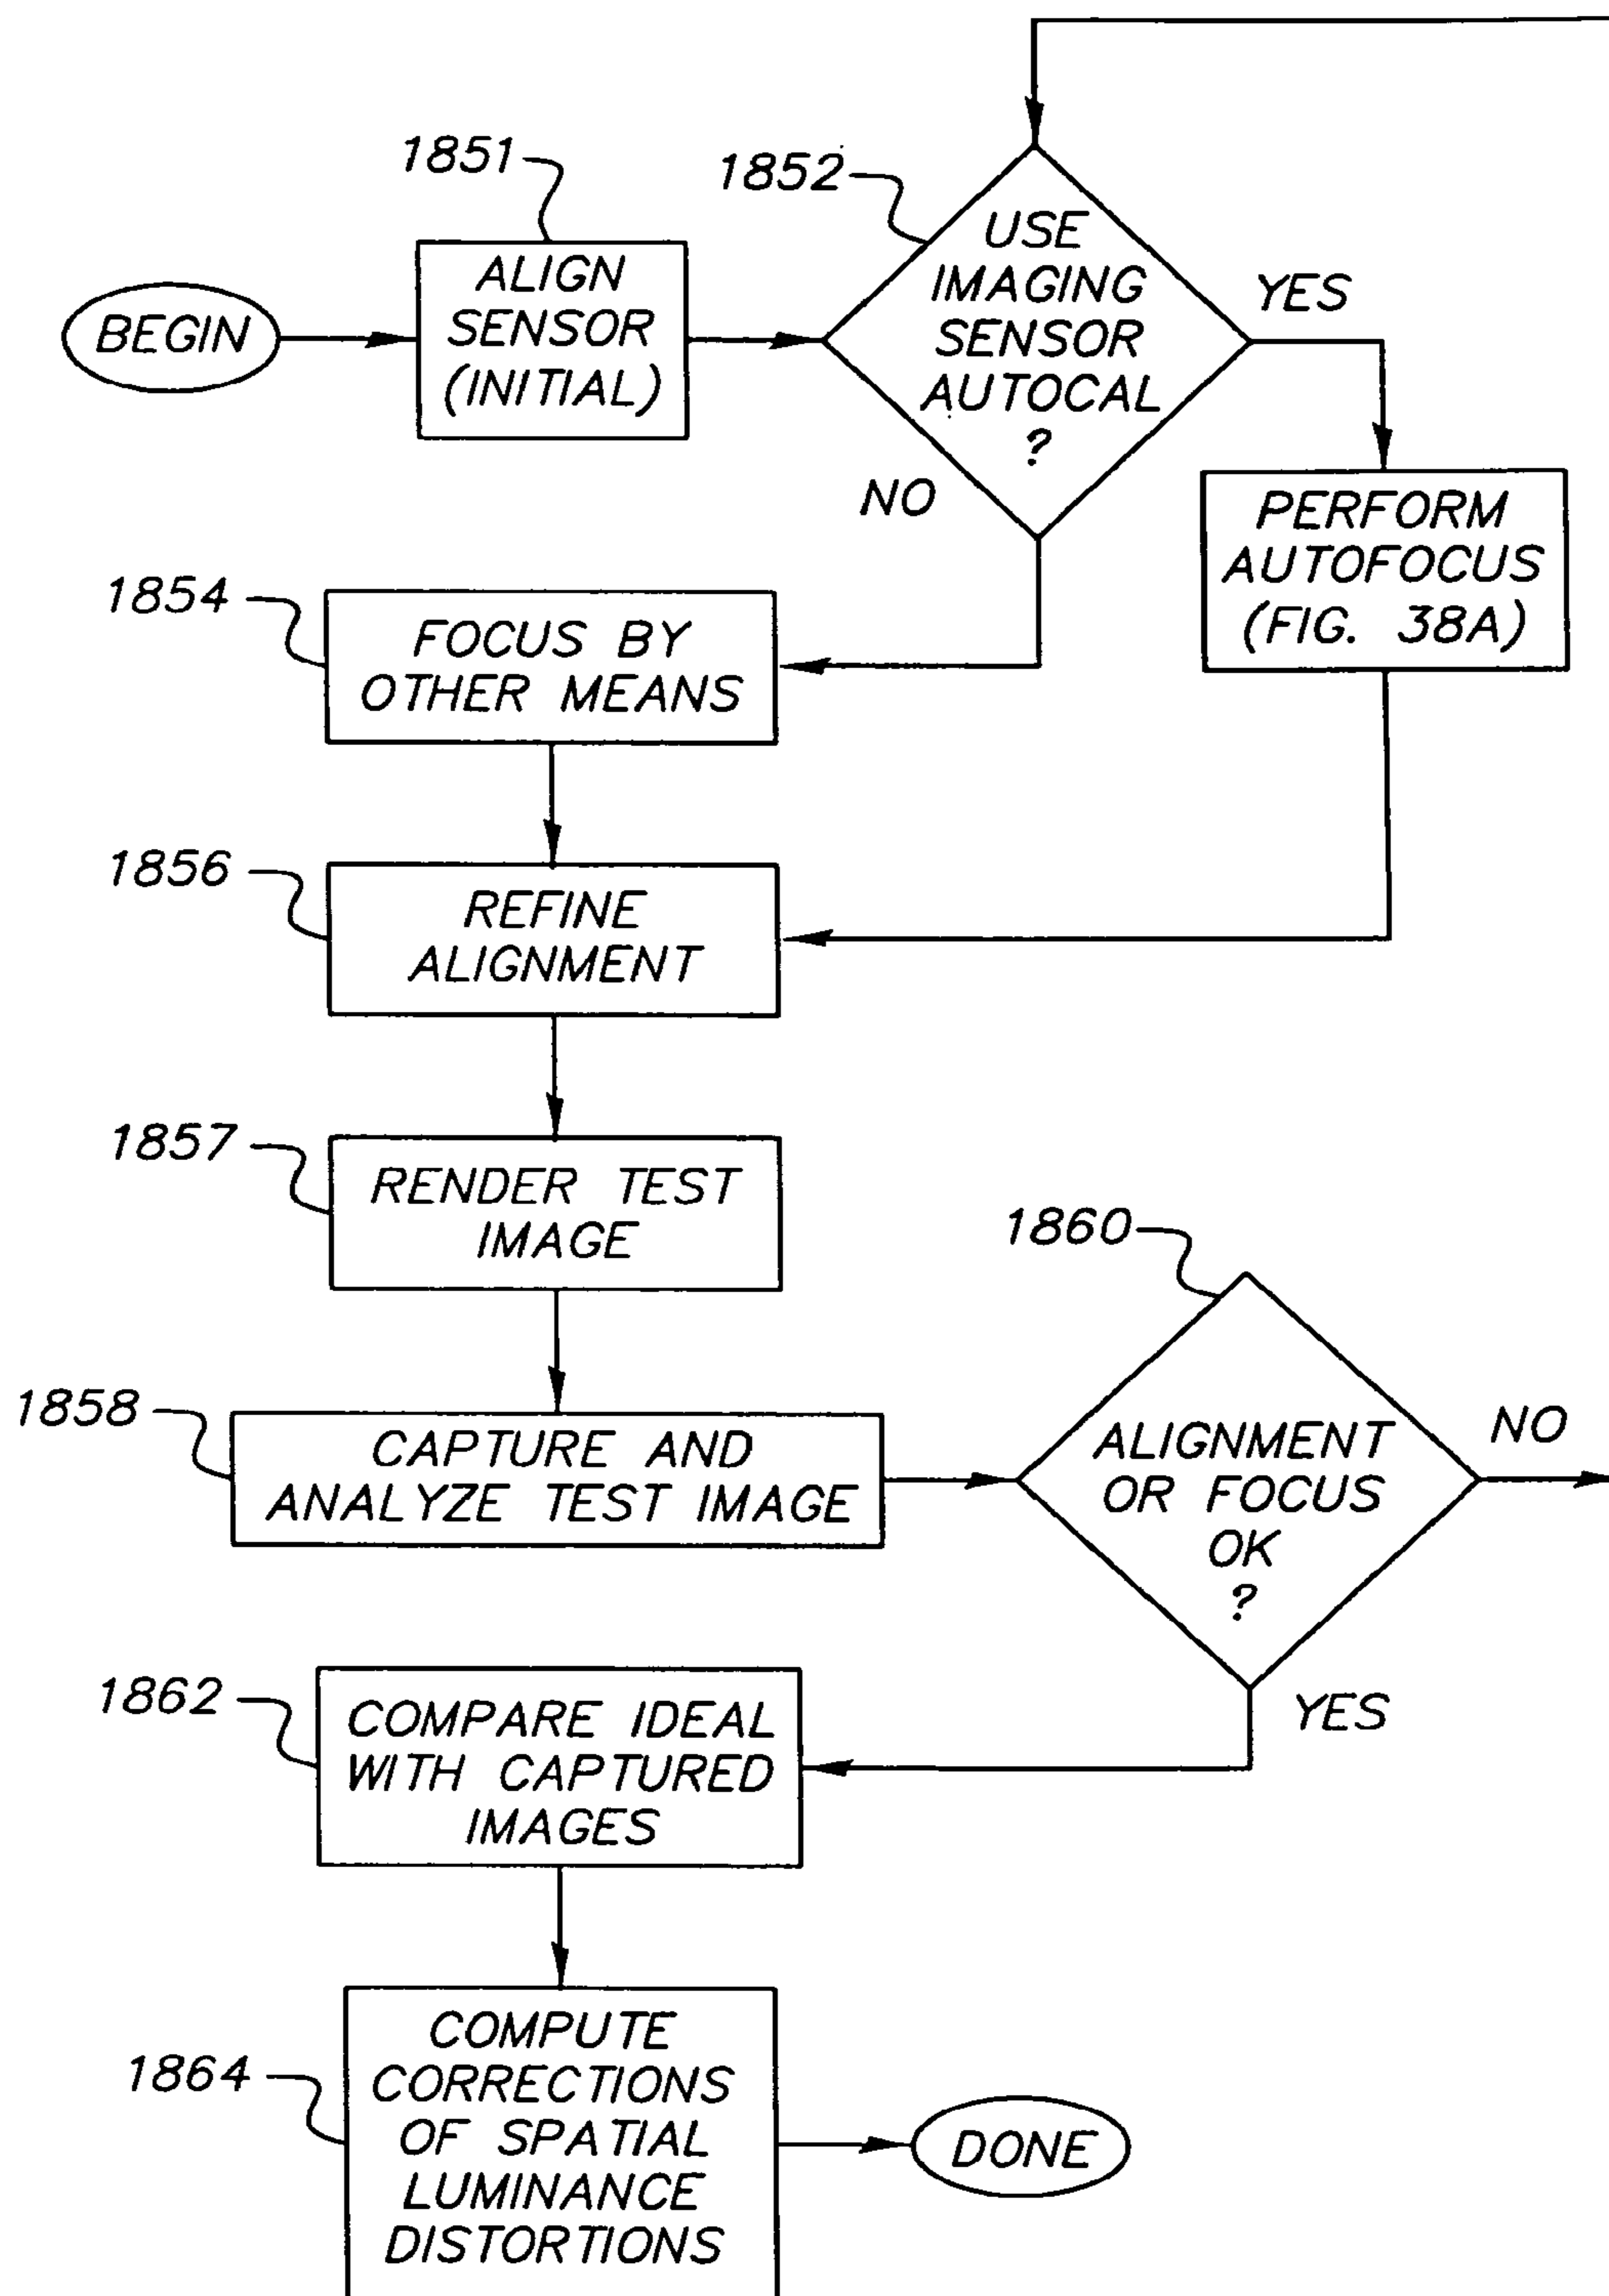 1851
1852
BEGIN
ALIGN
SENSOR
(INITIAL)
USE
IMAGING
SENSOR
AUTOCAL
?
YES
NO
PERFORM
AUTOFOCUS
(FIG. 38A)
1854
FOCUS BY
OTHER MEANS
1856
REFINE
ALIGNMENT
1857
RENDER TEST
IMAGE
1858
CAPTURE AND
ANALYZE TEST IMAGE
1860
ALIGNMENT
OR FOCUS
OK
?
NO
YES
1862
COMPARE IDEAL
WITH CAPTURED
IMAGES
1864
COMPUTE
CORRECTIONS
OF SPATIAL
LUMINANCE
DISTORTIONS
DONE